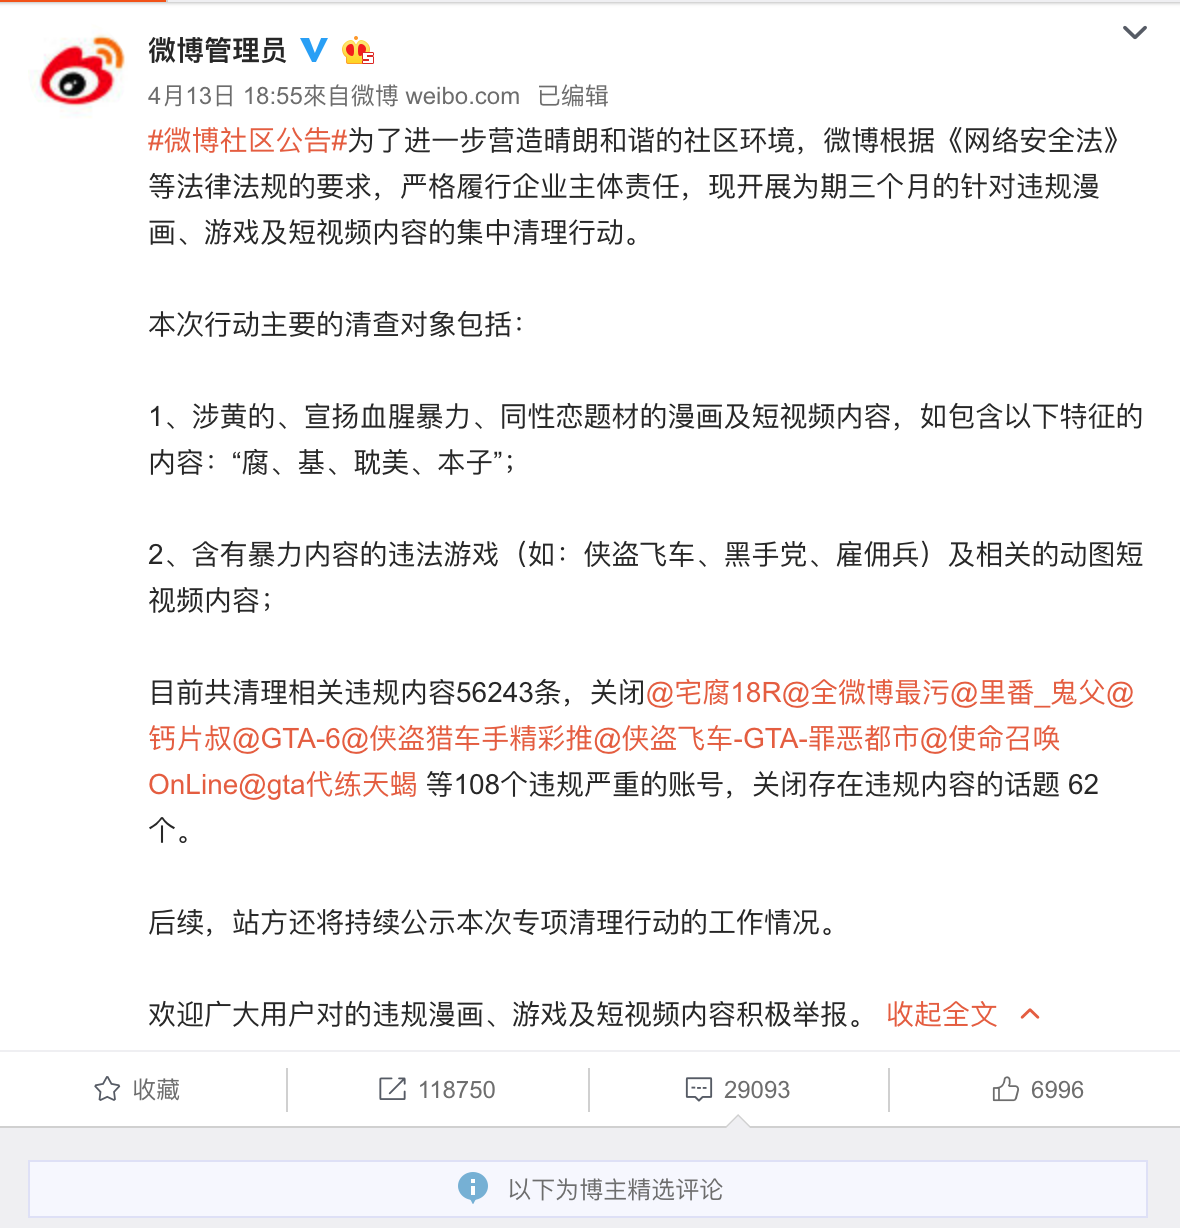 微博管理员
4月13日 18:55來自微博 weibo.com 已编辑
#微博社区公告#为了进一步营造晴朗和谐的社区环境，微博根据《网络安全法》
等法律法规的要求，严格履行企业主体责任，现开展为期三个月的针对违规漫
画、游戏及短视频内容的集中清理行动。
本次行动主要的清查对象包括：
1、涉黄的、宣扬血腥暴力、同性恋题材的漫画及短视频内容，如包含以下特征的
内容：“腐、基、耽美、本子”；
2、含有暴力内容的违法游戏（如：侠盗飞车、黑手党、雇佣兵）及相关的动图短
视频内容；
目前共清理相关违规内容56243条，关闭@宅腐18R@全微博最污@里番_鬼父@
钙片叔@GTA-6@侠盗猎车手精彩推@侠盗飞车-GTA-罪恶都市@使命召唤
OnLine@gta代练天蝎 等108个违规严重的账号，关闭存在违规内容的话题 62
个。
后续，站方还将持续公示本次专项清理行动的工作情况。
欢迎广大用户对的违规漫画、游戏及短视频内容积极举报。 收起全文
收藏 118750 29093 6996
以下为博主精选评论